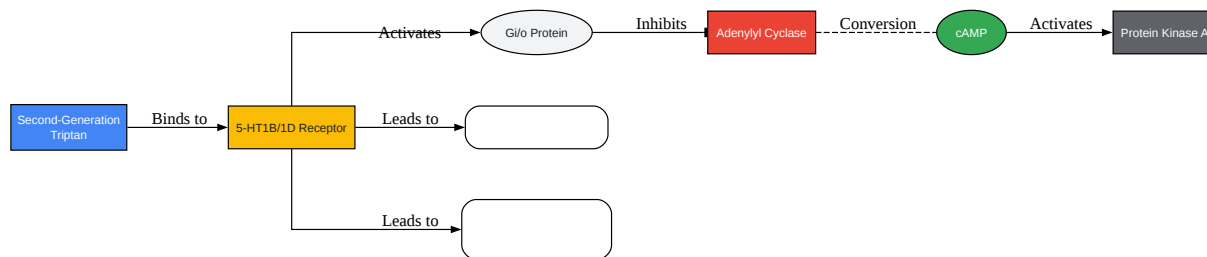 Activates
Gi/o Protein
Inhibits
Adenylyl Cyclase
Conversion
cAMP
Activates
Protein Kinase A
Second-Generation
Triptan
Binds to
5-HT1B/1D Receptor
Leads to
Leads to